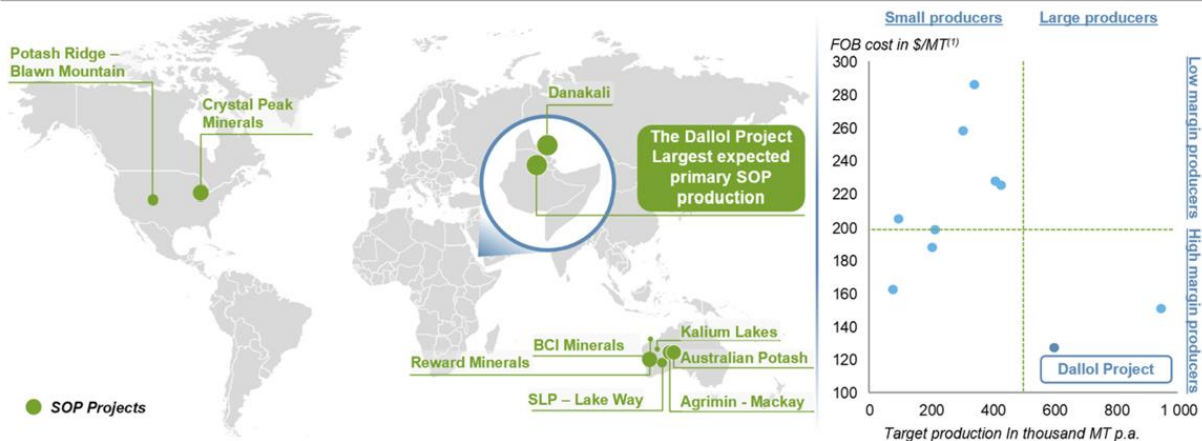 Potash Ridge –
Blawn Mountain
Crystal Peak
Minerals
Danakali
The Dallol Project
Largest expected
primary SOP
production
Reward Minerals
BCI Minerals
Kalium Lakes
Australian Potash
SLP – Lake Way
Agrimin - Mackay
SOP Projects
Small producers
Large producers
FOB cost in $/MT(1)
300
280
260
240
220
200
180
160
140
120
100
Low margin producers
High margin producers
Dallol Project
0
200
400
600
800
1 000
Target production In thousand MT p.a.